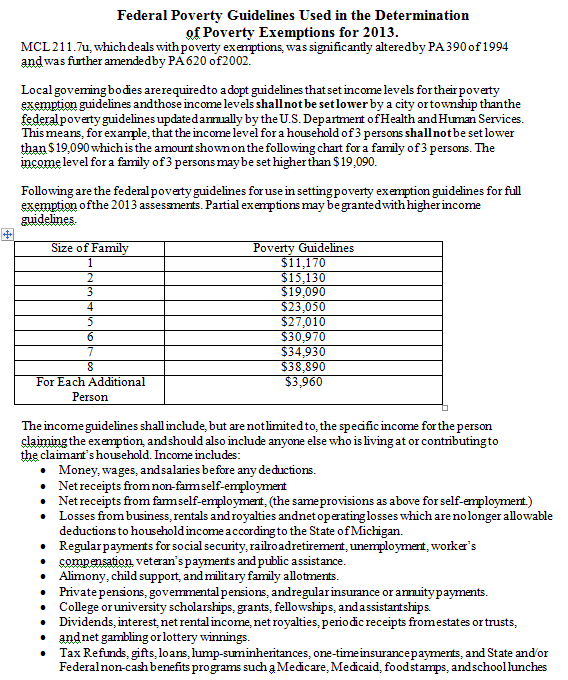 Federal Poverty Guidelines Used in the Determination
of Poverty Exemptions for 2013.
MCL 211.7u, which deals with poverty exemptions, was significantly altered by PA 390 of 1994
and was further amended by PA 620 of 2002.
Local governing bodies are required to adopt guidelines that set income levels for their poverty
exemption guidelines and those income levels shall not be set lower by a city or township than the
federal poverty guidelines updated annually by the U.S. Department of Health and Human Services.
This means, for example, that the income level for a household of 3 persons shall not be set lower
than $19,090 which is the amount shown on the following chart for a family of 3 persons. The
income level for a family of 3 persons may be set higher than $19,090.
Following are the federal poverty guidelines for use in setting poverty exemption guidelines for full
exemption of the 2013 assessments. Partial exemptions may be granted with higher income
guidelines.
Size of Family Poverty Guidelines
1 $11,170
2 $15,130
3 $19,090
4 $23,050
5 $27,010
6 $30,970
7 $34,930
8 $38,890
For Each Additional $3,960
Person
The income guidelines shall include, but are not limited to, the specific income for the person
claiming the exemption, and should also include anyone else who is living at or contributing to
the claimant's household. Income includes:
• Money, wages, and salaries before any deductions.
• Net receipts from non-farm self-employment
• Net receipts from farm self-employment, (the same provisions as above for self-employment.)
• Losses from business, rentals and royalties and net operating losses which are no longer allowable
deductions to household income according to the State of Michigan.
• Regular payments for social security, railroad retirement, unemployment, worker's
• compensation, veteran's payments and public assistance.
• Alimony, child support, and military family allotments.
• Private pensions, governmental pensions, and regular insurance or annuity payments.
• College or university scholarships, grants, fellowships, and assistantships.
• Dividends, interest, net rental income, net royalties, periodic receipts from estates or trusts,
• and net gambling or lottery winnings.
• Tax Refunds, gifts, loans, lump-sum inheritances, one-time insurance payments, and State and/or
Federal non-cash benefits programs such a Medicare, Medicaid, food stamps, and school lunches